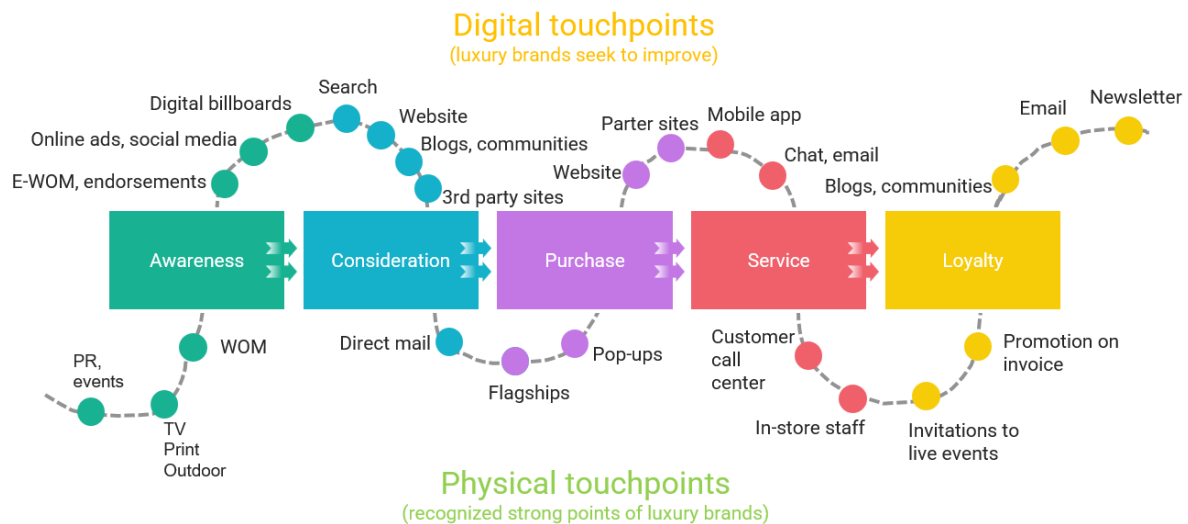 Digital touchpoints
(luxury brands seek to improve)
Search
Digital billboards
Website
Online ads, social media
Blogs, communities
E-WOM, endorsements
3rd party sites
Parter sites
Mobile app
Website
Chat, email
Email
Newsletter
Blogs, communities
Awareness
Consideration
Purchase
Service
Loyalty
PR,
events
WOM
TV
Print
Outdoor
Direct mail
Flagships
Pop-ups
Customer
call
center
In-store staff
Promotion on
invoice
Invitations to
live events
Physical touchpoints
(recognized strong points of luxury brands)